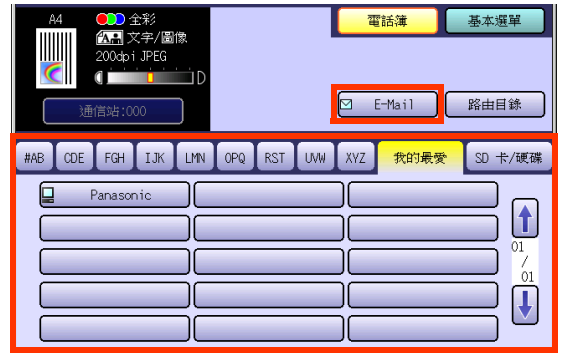 A4 全彩 電話簿 基本選單
A 文字/圖像
200dpi JPEG
D
E-Mail 路由目錄
通信站:000
#AB CDE FGH IJK LMN OPQ RST UVW XYZ 我的最愛 SD 卡/硬碟
Panasonic
01
/
01